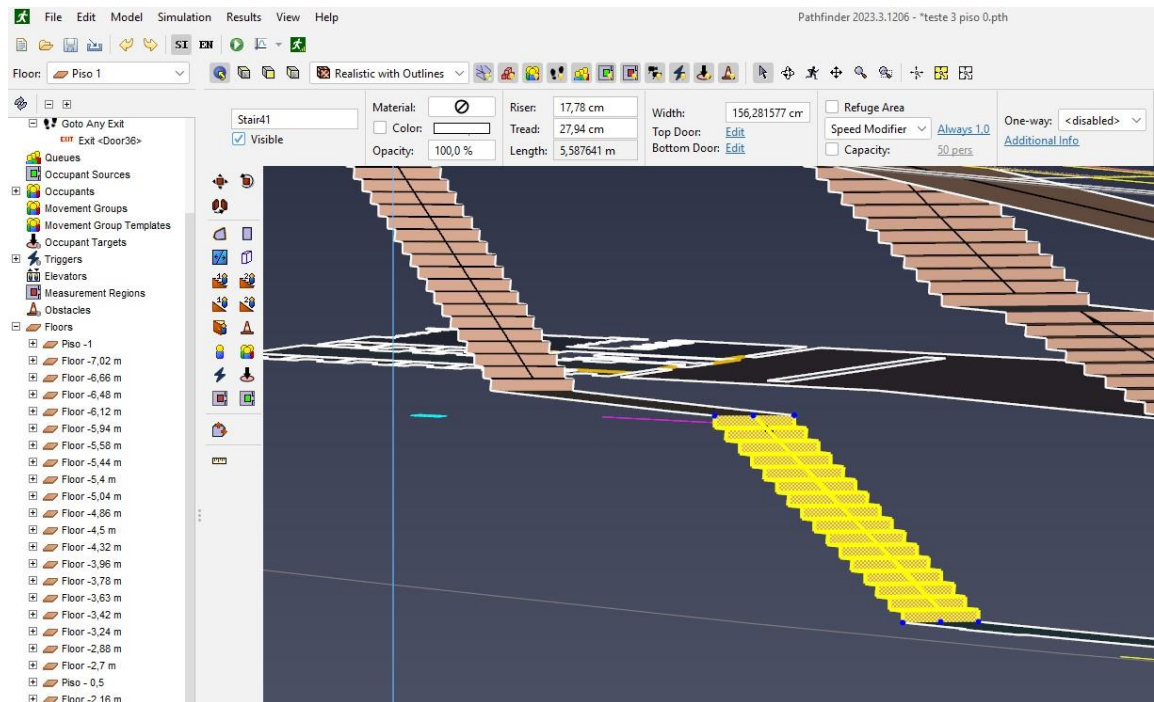 File Edit Model Simulation Results View Help Pathfinder 2023.3.1206 - *teste 3 piso 0.pth
SI EN
Floor: Piso 1 Realistic with Outlines
Stair41
Visible
Material:
Color:
Opacity: 100,0 %
Riser: 17,78 cm
Tread: 27,94 cm
Length: 5,587641 m
Width: 156,281577 cm
Top Door: Edit
Bottom Door: Edit
Refuge Area
Speed Modifier Always 1.0
Capacity: 50 pers
One-way: <disabled>
Additional Info
Goto Any Exit
EXIT Exit <Door36>
Queues
Occupant Sources
Occupants
Movement Groups
Movement Group Templates
Occupant Targets
Triggers
Elevators
Measurement Regions
Obstacles
Floors
Piso -1
Floor -7,02 m
Floor -6,66 m
Floor -6,48 m
Floor -6,12 m
Floor -5,94 m
Floor -5,58 m
Floor -5,44 m
Floor -5,4 m
Floor -5,04 m
Floor -4,86 m
Floor -4,5 m
Floor -4,32 m
Floor -3,96 m
Floor -3,78 m
Floor -3,63 m
Floor -3,42 m
Floor -3,24 m
Floor -2,88 m
Floor -2,7 m
Piso - 0,5
Floor -2,16 m